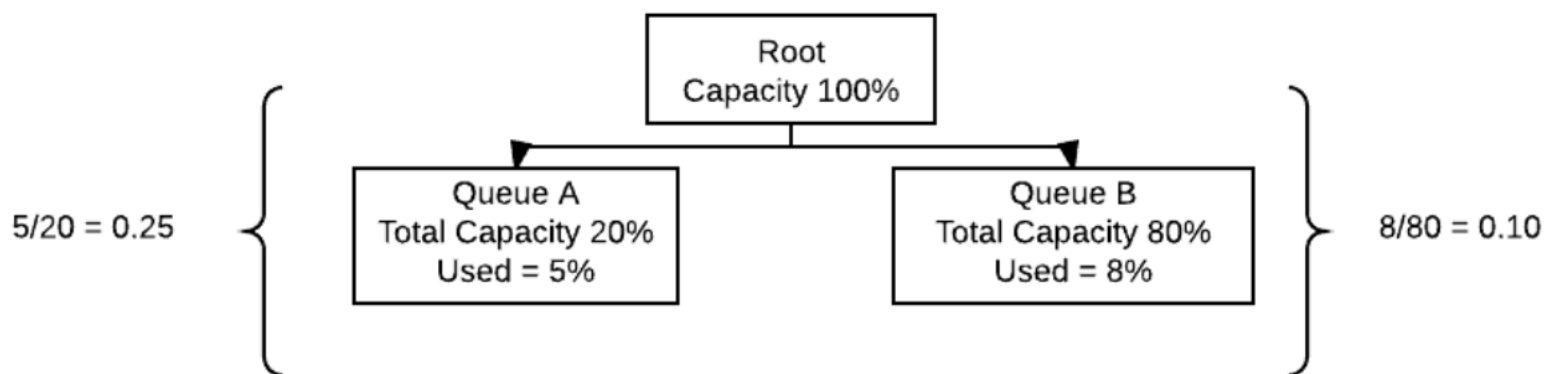 Root
Capacity 100%
5/20 = 0.25
Queue A
Total Capacity 20%
Used = 5%
Queue B
Total Capacity 80%
Used = 8%
8/80 = 0.10